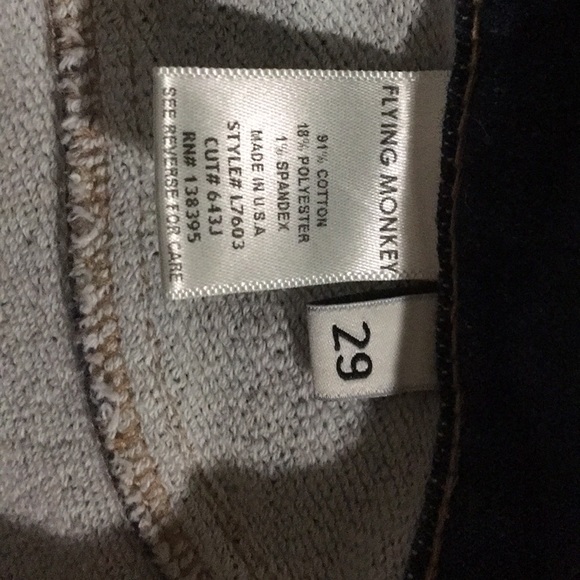 FLYING MONKEY
91% COTTON
18% POLYESTER
1% SPANDEX
MADE IN U.S.A
STYLE# L7603
CUT# 643J
RN# 138395
SEE REVERSE FOR CARE
29